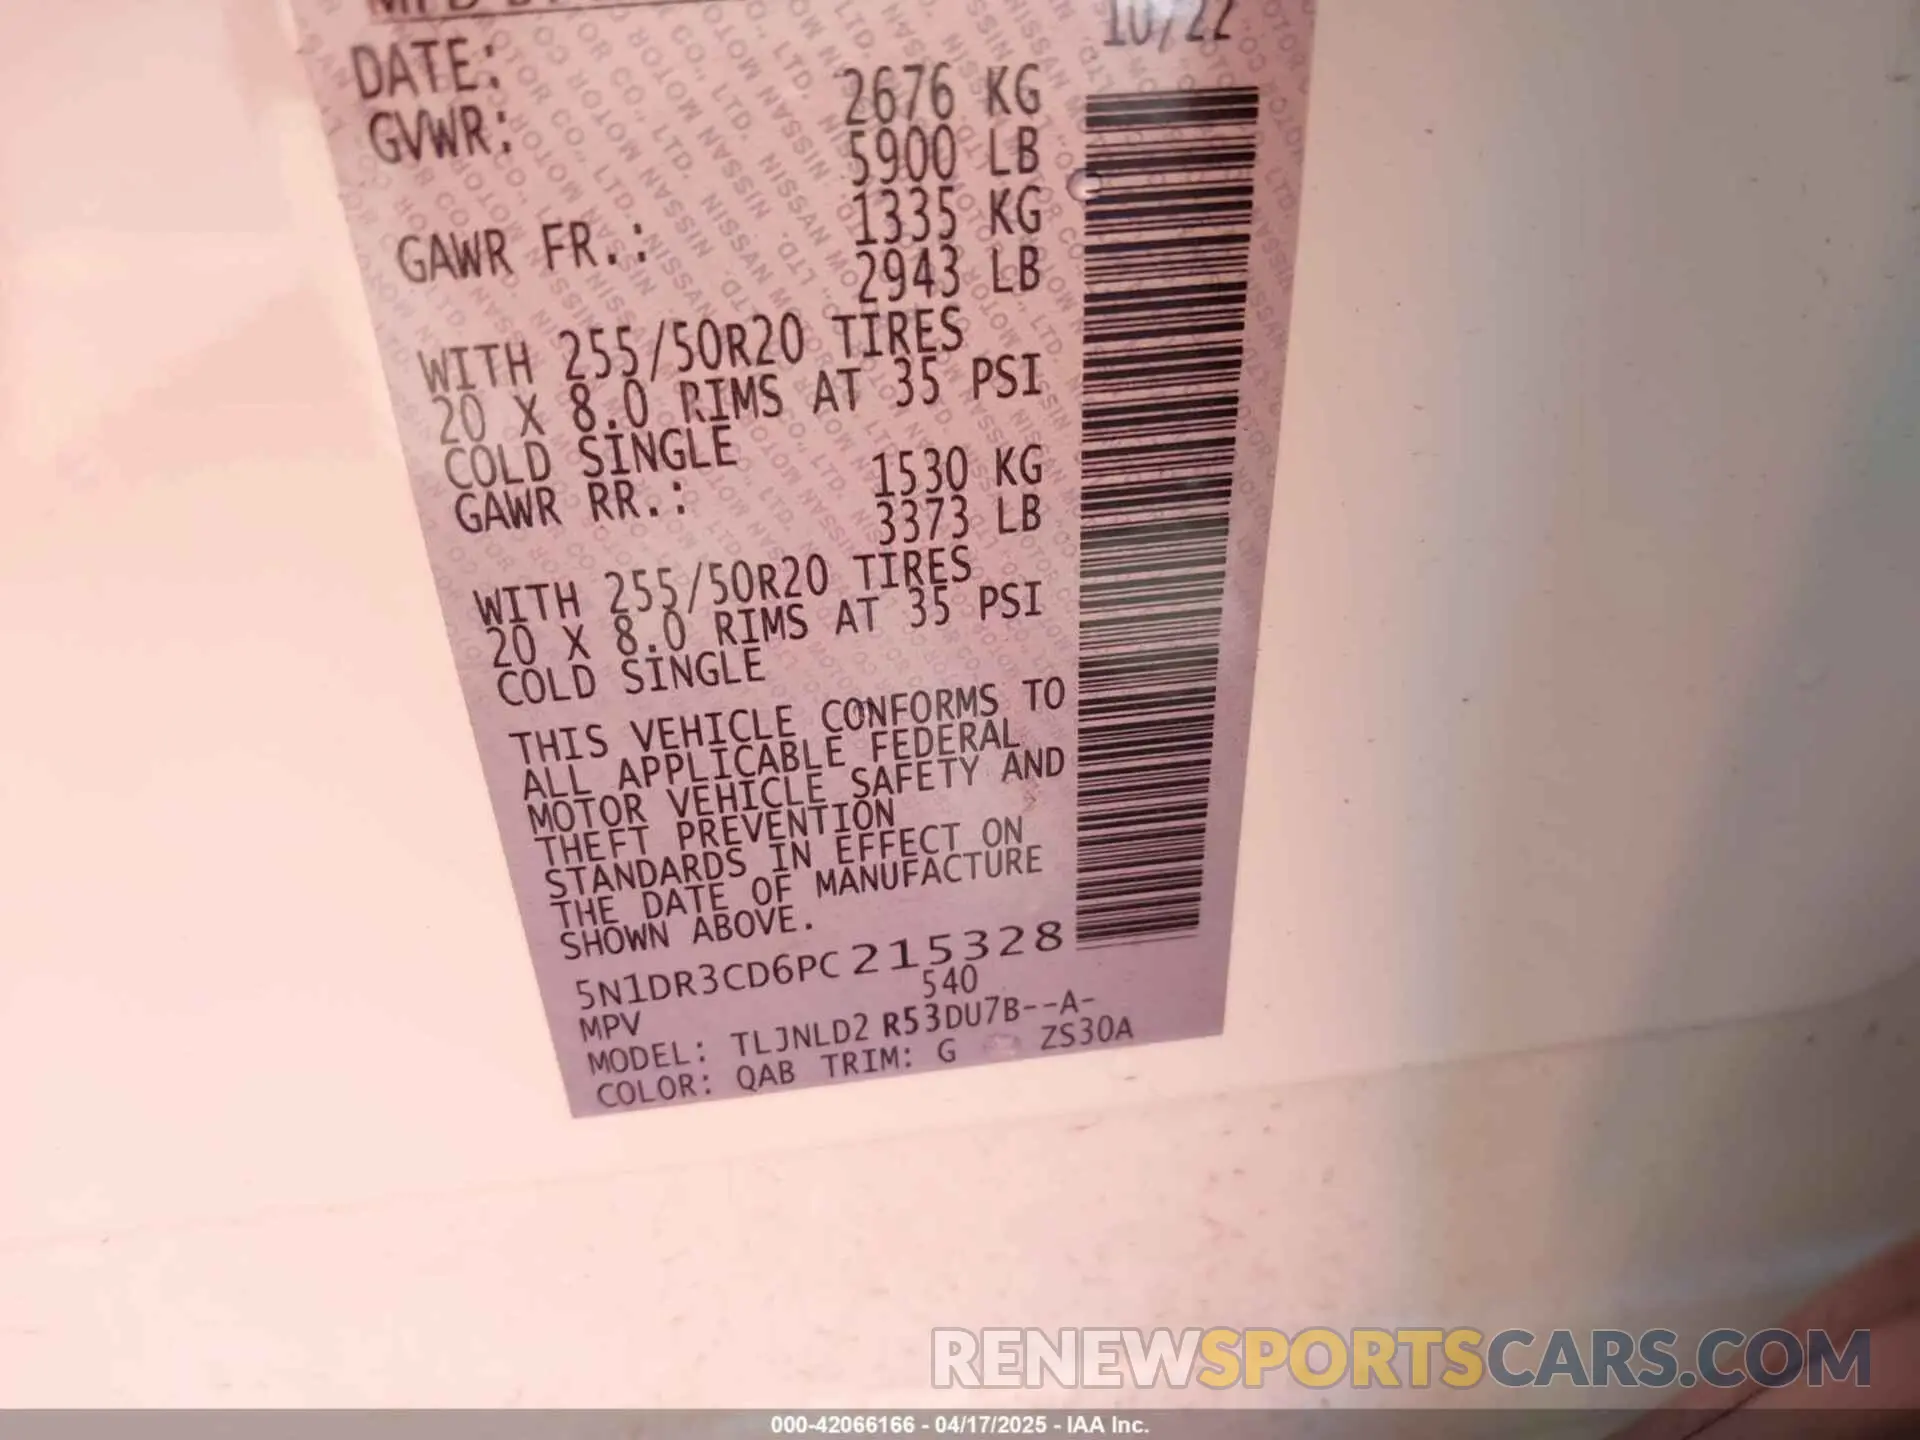 DATE: 10/22
GVWR: 2676 KG
5900 LB
GAWR FR.: 1335 KG
2943 LB
WITH 255/50R20 TIRES
20 X 8.0 RIMS AT 35 PSI
COLD SINGLE
GAWR RR.: 1530 KG
3373 LB
WITH 255/50R20 TIRES
20 X 8.0 RIMS AT 35 PSI
COLD SINGLE
THIS VEHICLE CONFORMS TO
ALL APPLICABLE FEDERAL
MOTOR VEHICLE SAFETY AND
THEFT PREVENTION
STANDARDS IN EFFECT ON
THE DATE OF MANUFACTURE
SHOWN ABOVE.
5N1DR3CD6PC215328
MPV 540
MODEL: TLJNLD2 R53DU7B--A-
COLOR: QAB TRIM: G ZS30A
RENEWSPORTSCARS.COM
000-42066166 - 04/17/2025 - IAA Inc.